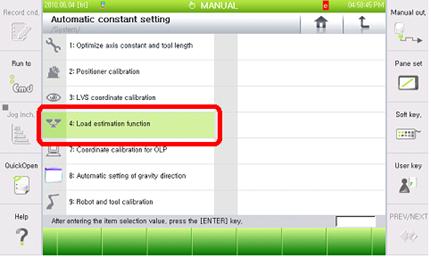 Record cnd,
2010,06,04 [fri]
MANUAL
e
04:50:45 PM
Manual out,
Automatic constant setting
/System/
1: Optimize axis constant and tool length
Run to
Cmd
2: Positioner calibration
Pane set
3: LVS coordinate calibration
Jog Inch,
4: Load estimation function
Soft key,
7: Coordinate calibration for OLP
QuickOpen
8: Automatic setting of gravity direction
User key
9: Robot and tool calibration
Help
After entering the item selection value, press the [ENTER] key,
PREV/NEXT